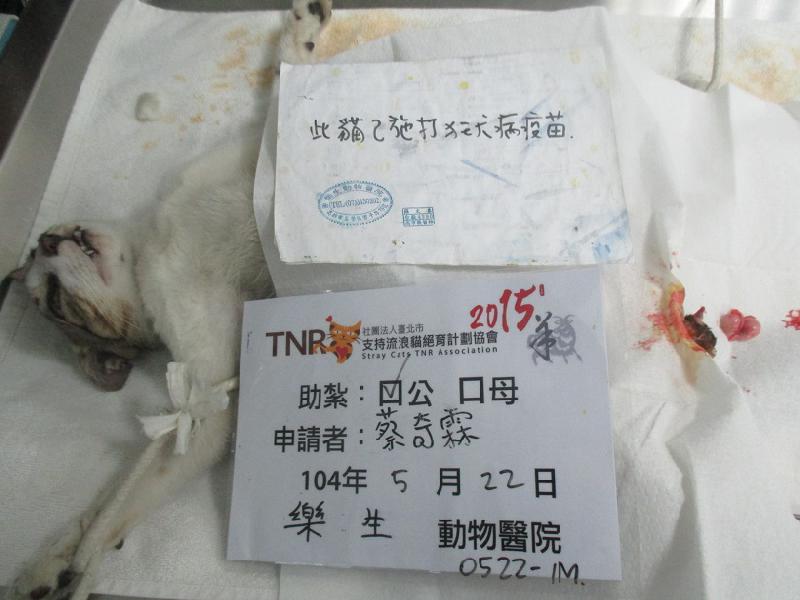 此貓已施打狂犬病疫苗.
2015'
羊
TNR
社團法人臺北市
支持流浪貓絕育計劃協會
Stray Cats TNR Association
助紮：口公 口母
申請者：蔡奇霖
104年 5 月 22 日
樂生 動物醫院
0522-1M.